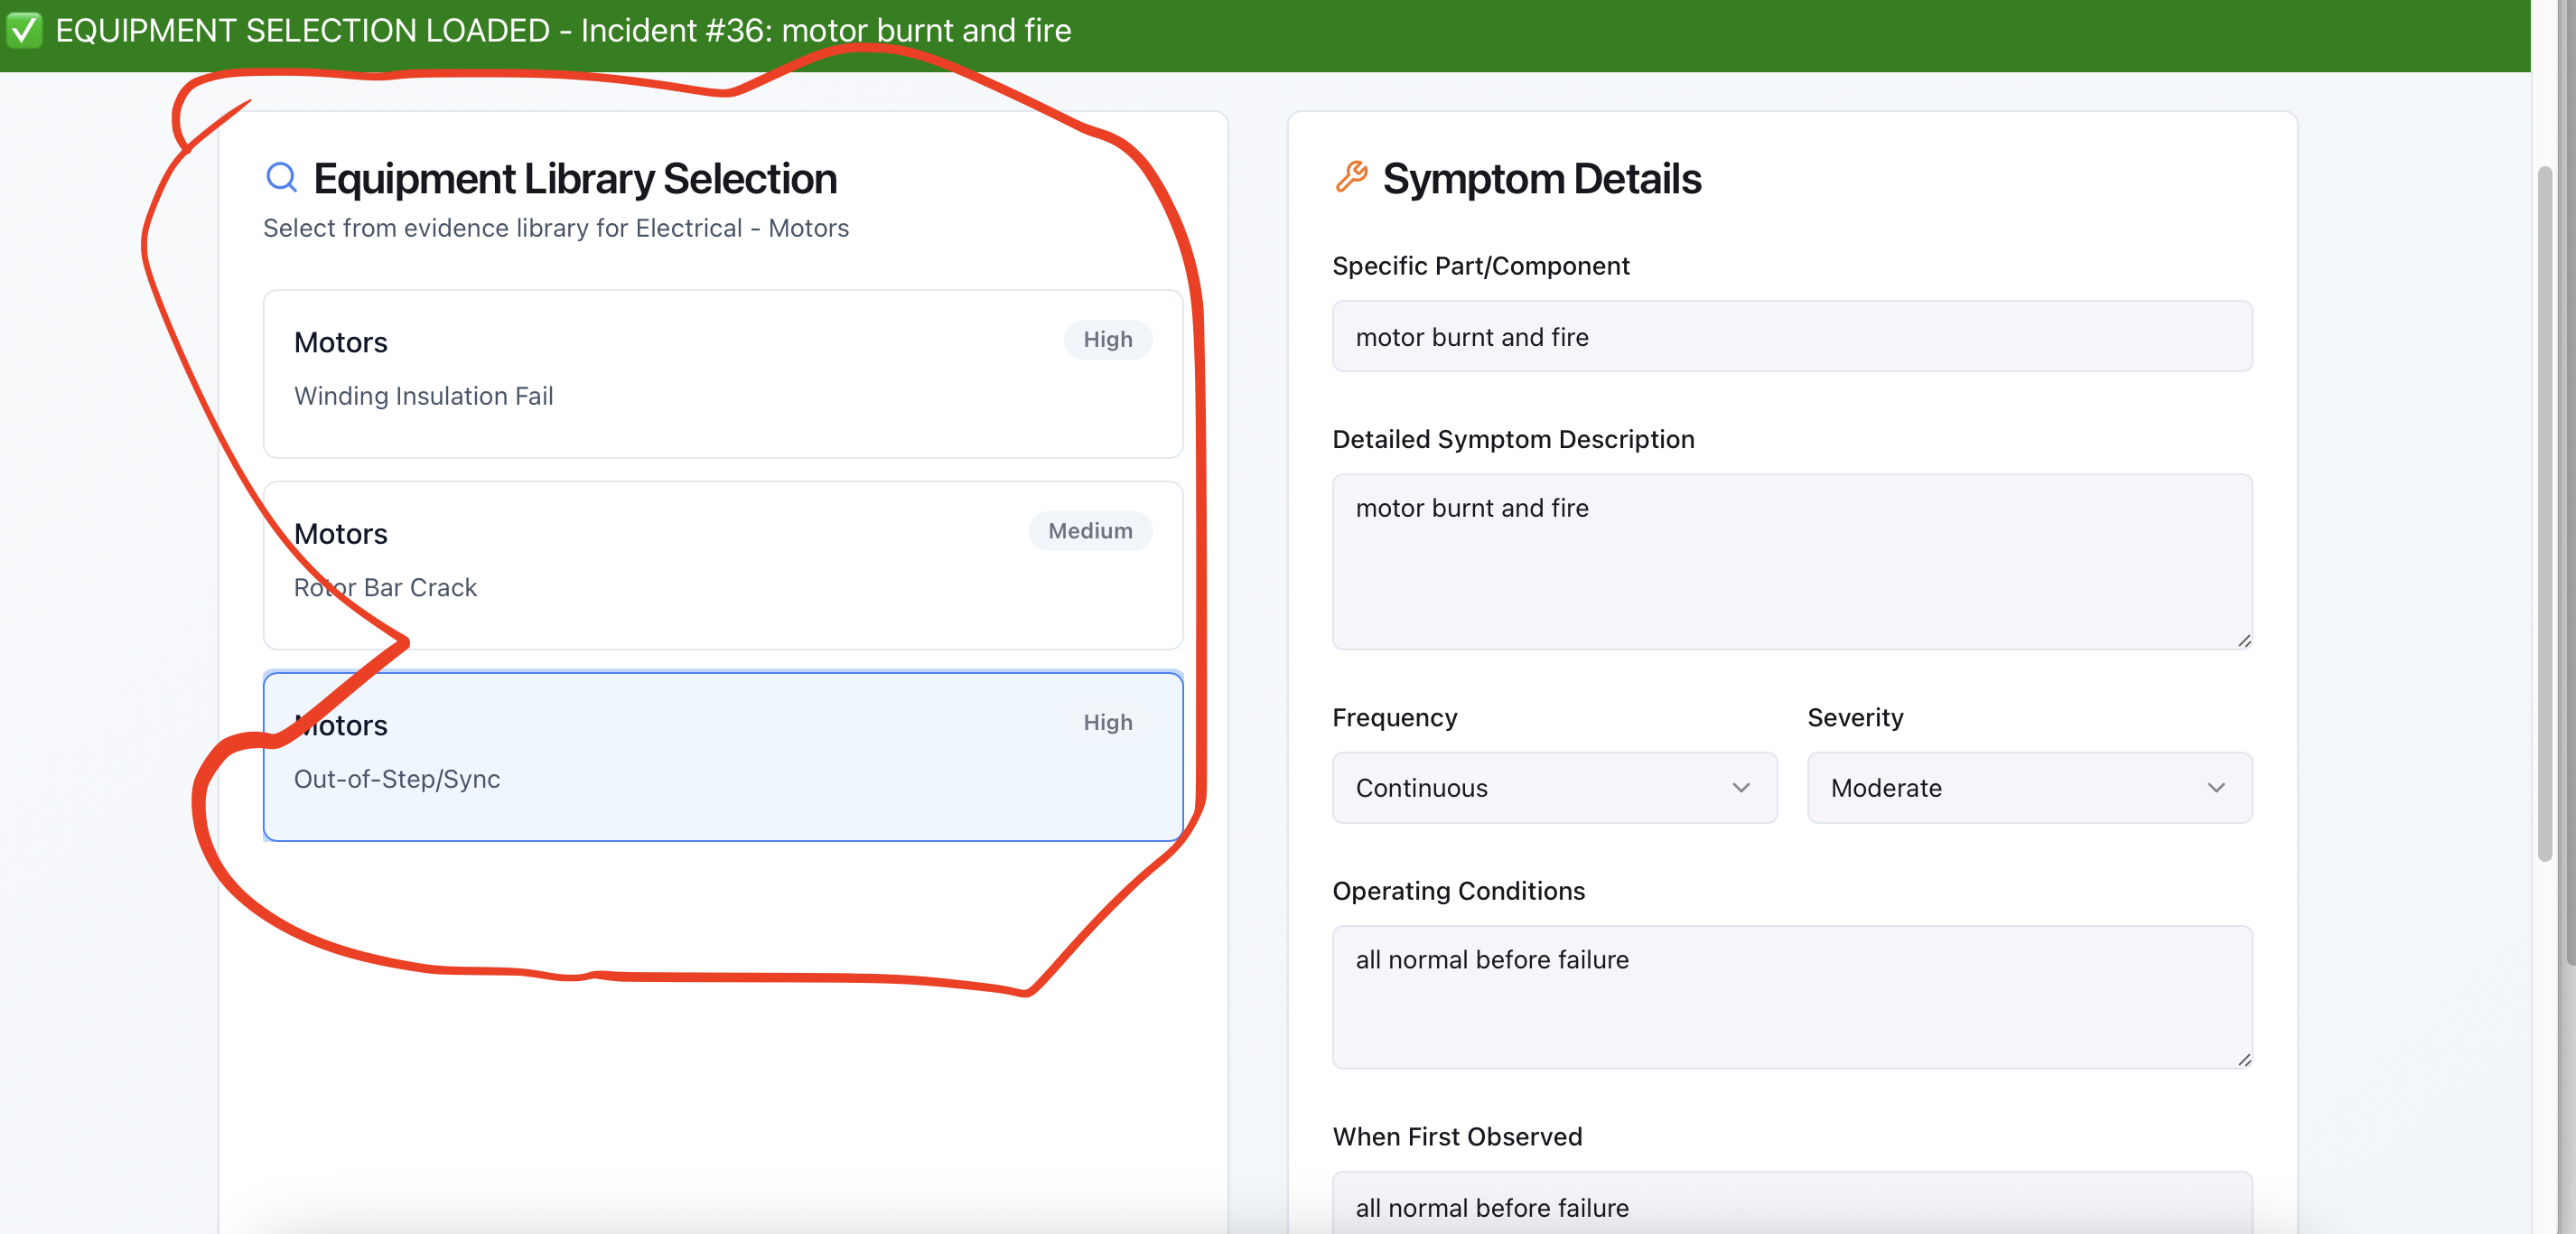 ✅ EQUIPMENT SELECTION LOADED - Incident #36: motor burnt and fire
Equipment Library Selection
Select from evidence library for Electrical - Motors
Motors
High
Winding Insulation Fail
Motors
Medium
Rotor Bar Crack
Motors
High
Out-of-Step/Sync
Symptom Details
Specific Part/Component
motor burnt and fire
Detailed Symptom Description
motor burnt and fire
Frequency
Severity
Continuous
Moderate
Operating Conditions
all normal before failure
When First Observed
all normal before failure